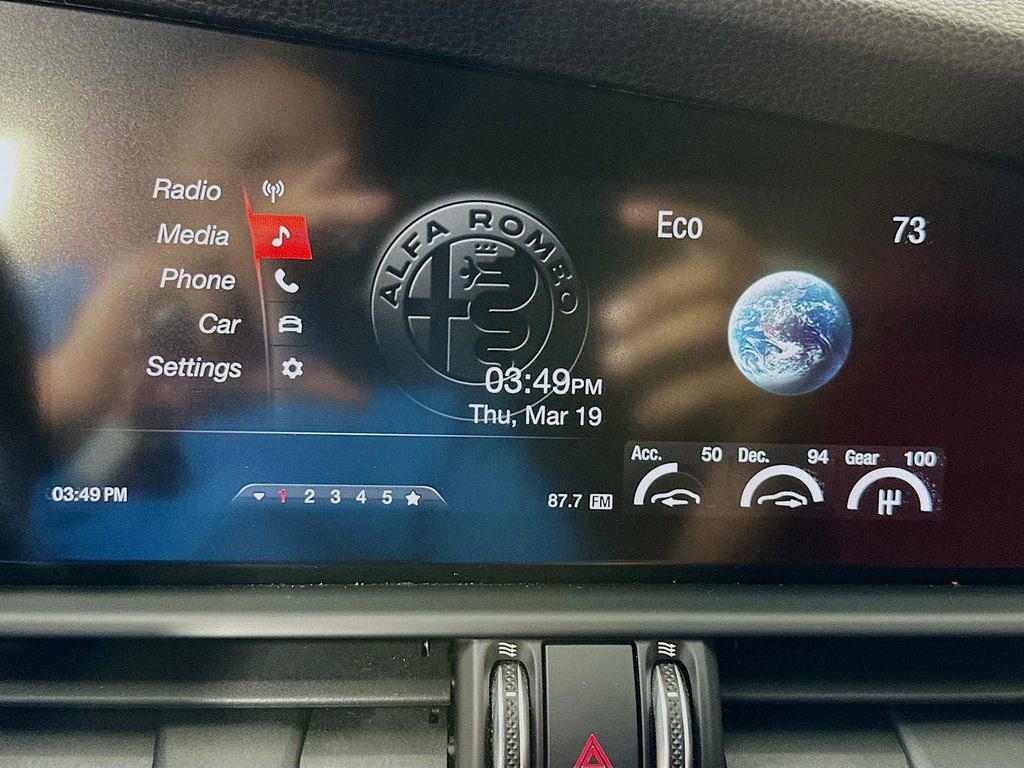 Radio
Media
Phone
Car
Settings
ALFA ROMEO
03:49PM
Thu, Mar 19
Eco 73
Acc. 50 Dec. 94 Gear 100
03:49 PM
1 2 3 4 5
87.7 FM